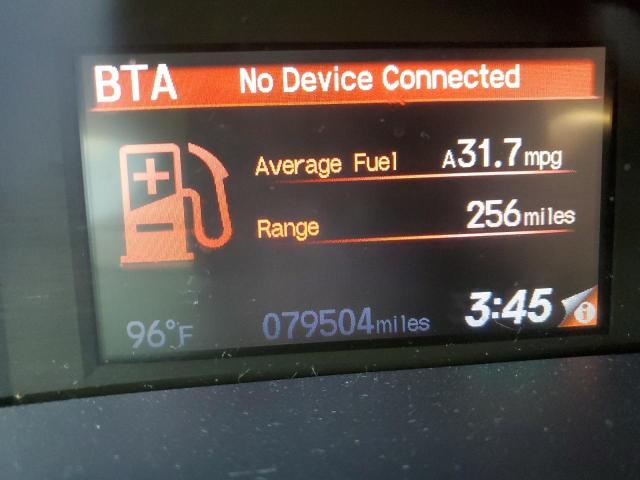 BTA No Device Connected
Average Fuel A31.7mpg
Range 256miles
96°F 079504miles 3:45 i